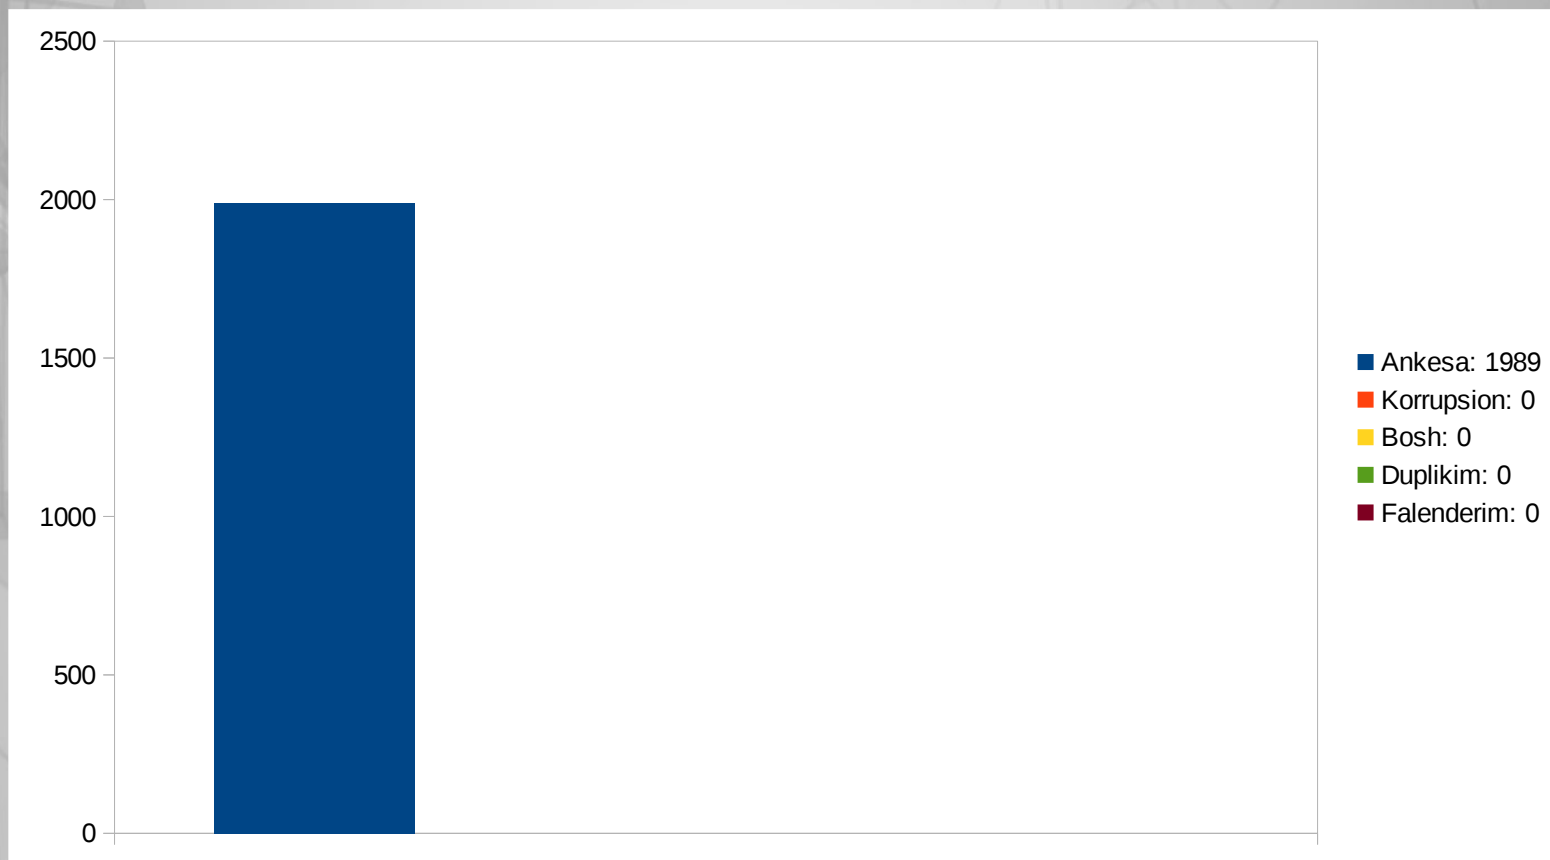 2500
2000
1500
1000
500
0
Ankesa: 1989
Korrupsion: 0
Bosh: 0
Duplikim: 0
Falenderim: 0